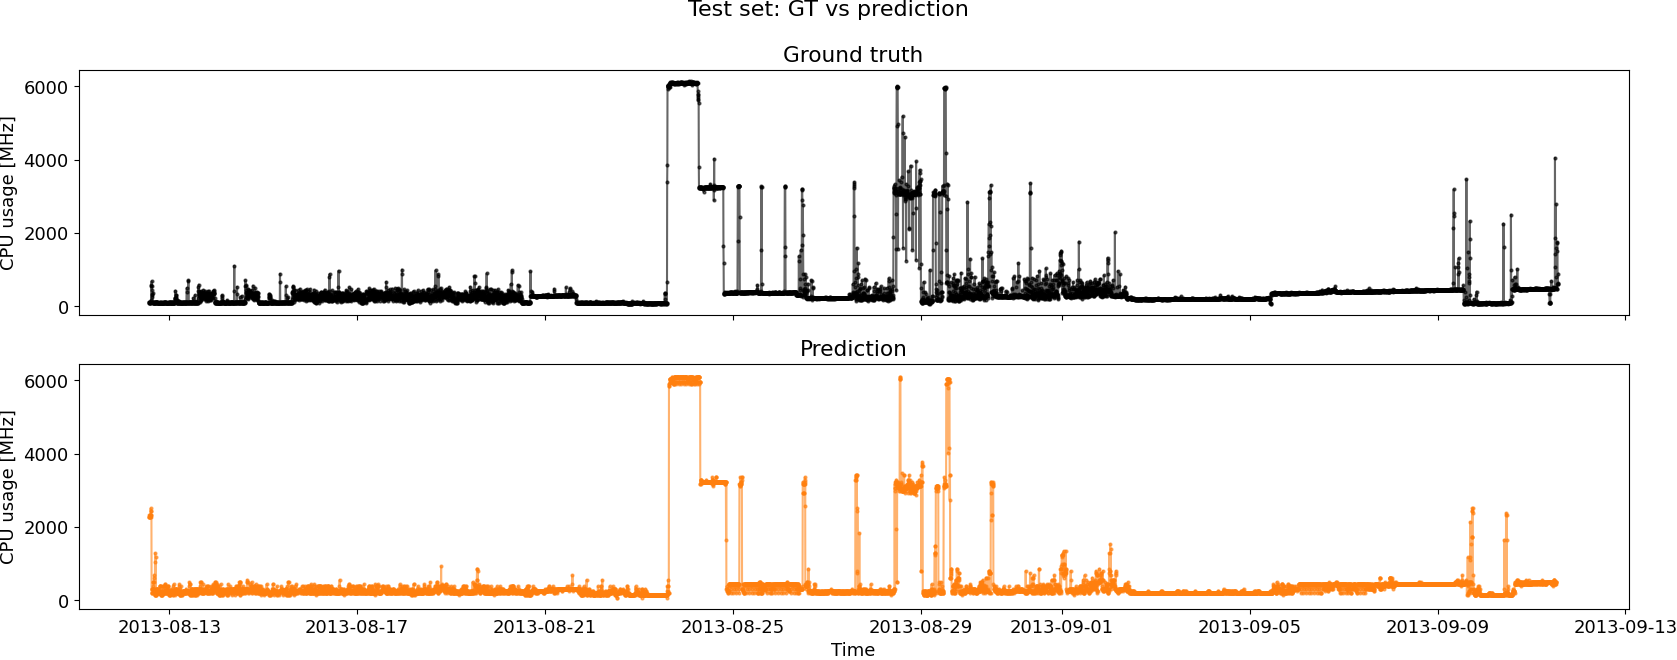 Test set: GT vs prediction
Ground truth
CPU usage [MHz]
6000
4000
2000
0
Prediction
CPU usage [MHz]
6000
4000
2000
0
2013-08-13 2013-08-17 2013-08-21 2013-08-25 2013-08-29 2013-09-01 2013-09-05 2013-09-09 2013-09-13
Time